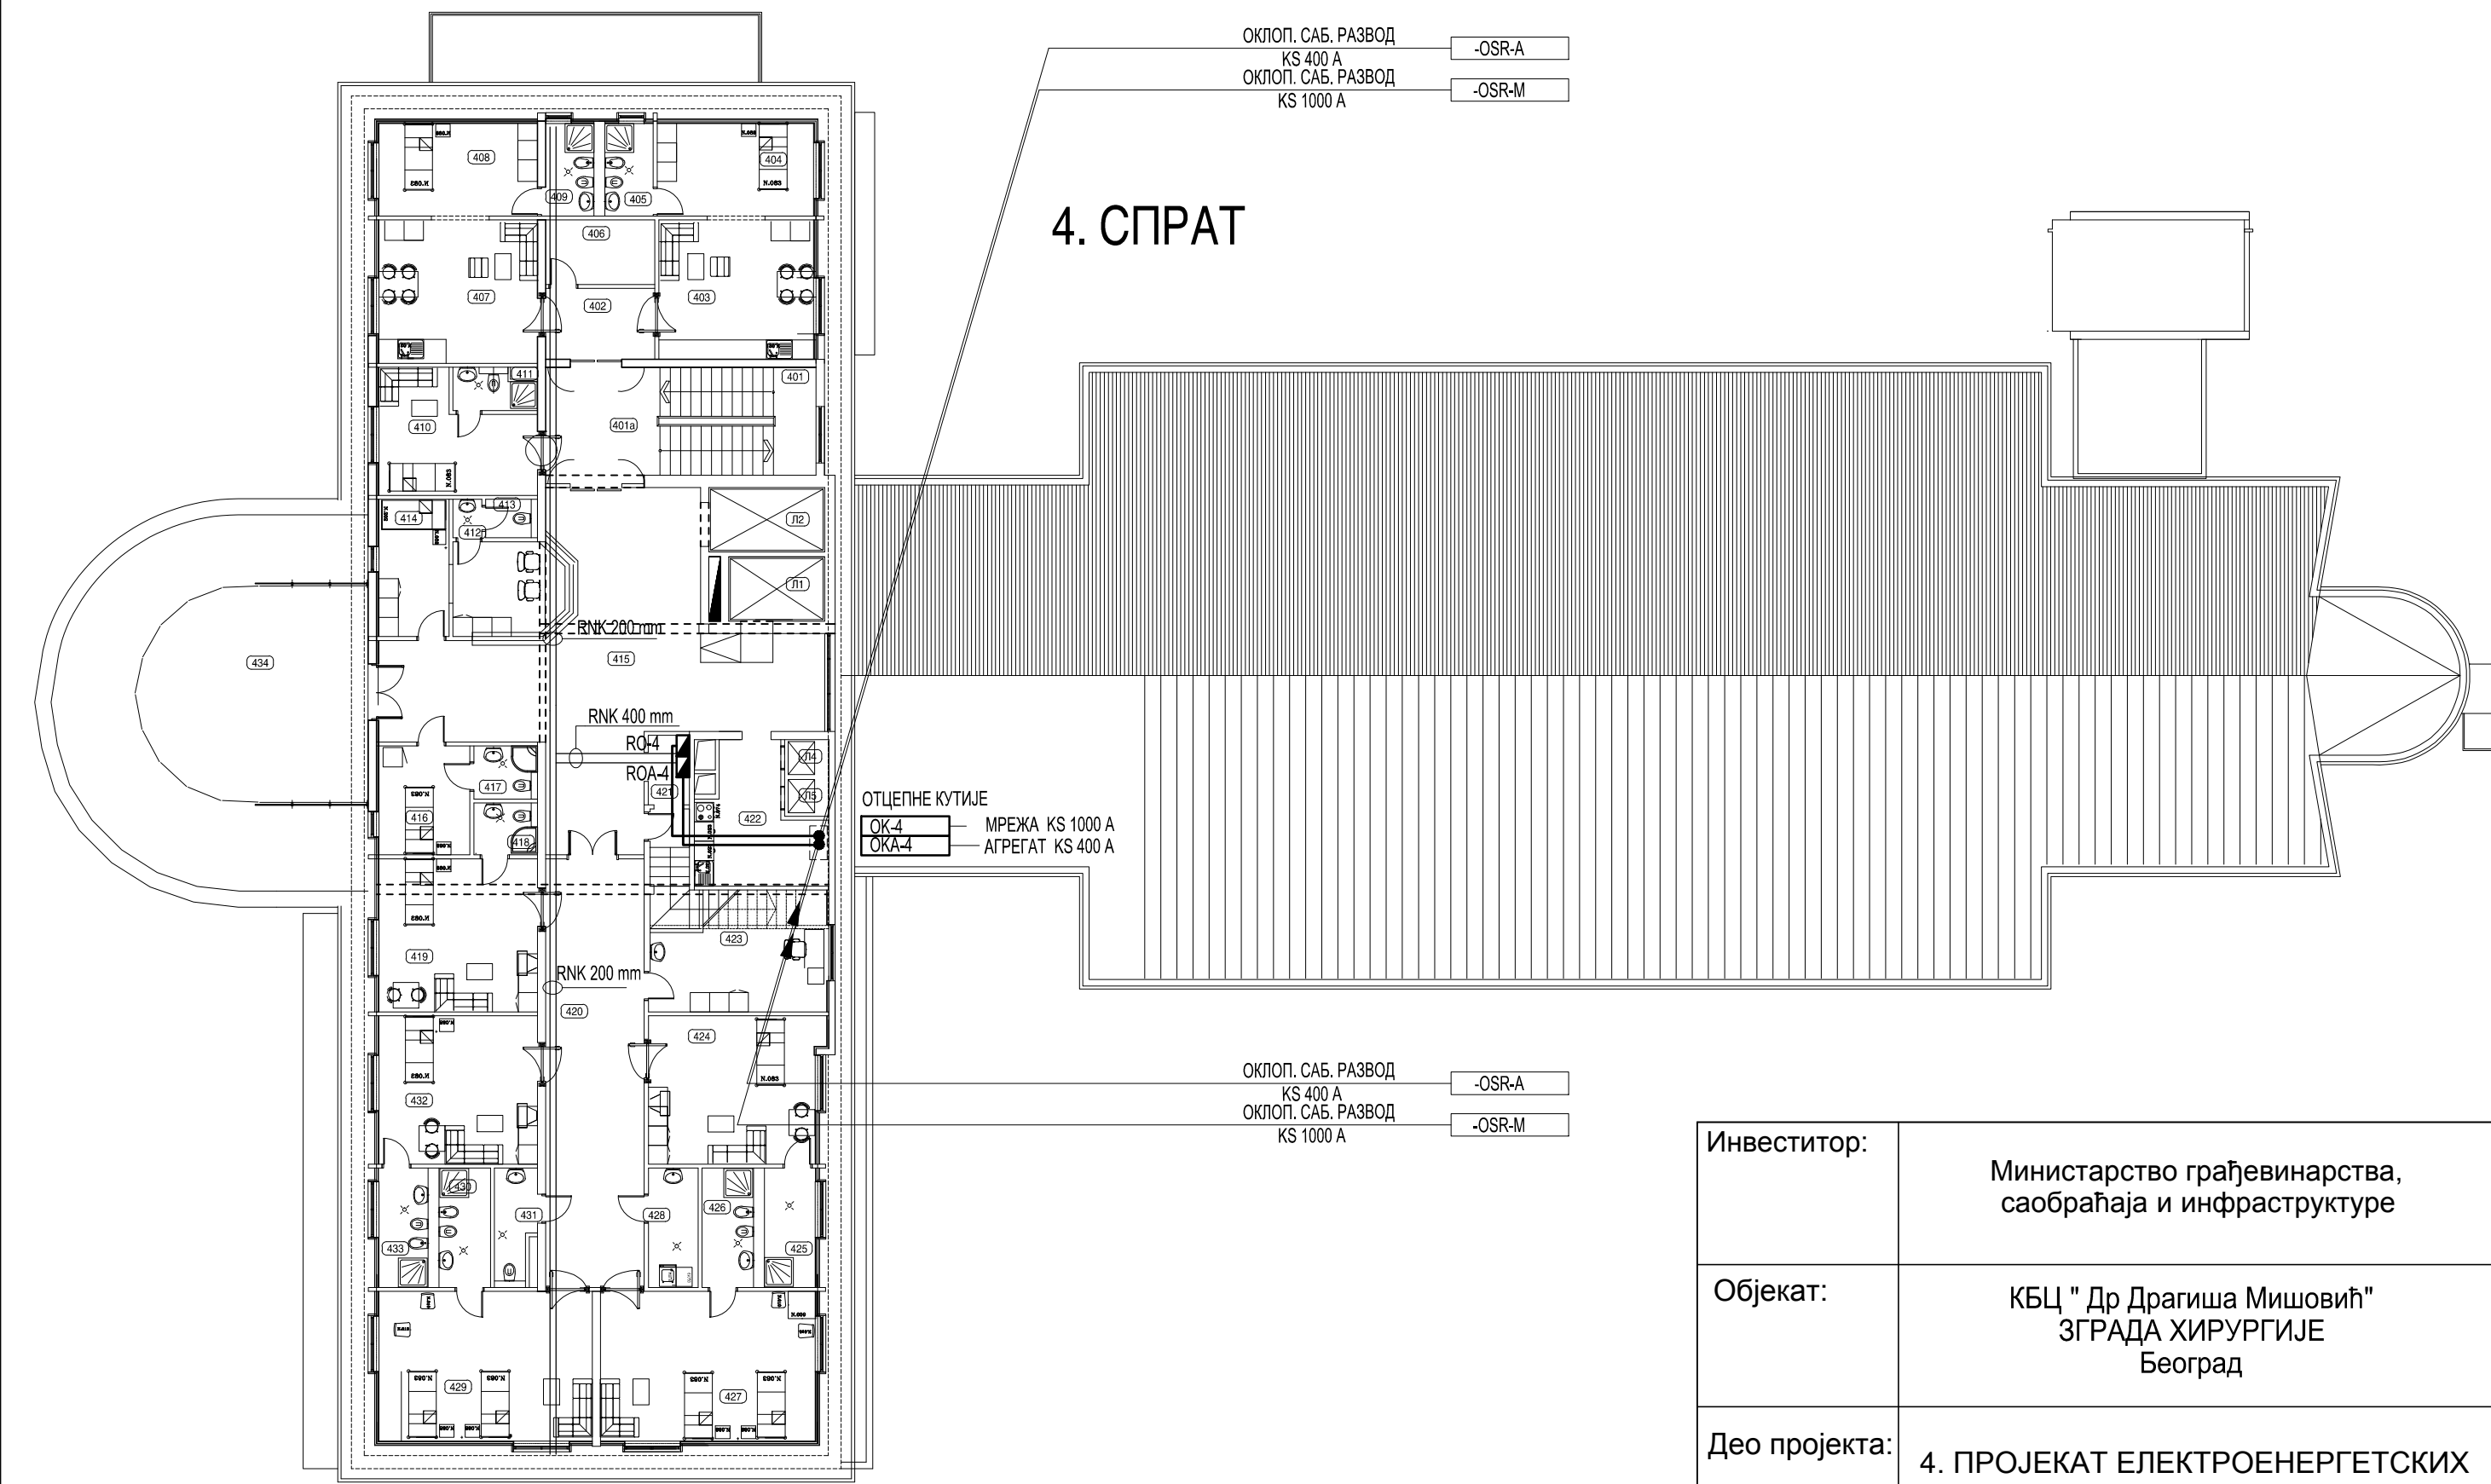 ОКЛОП. САБ. РАЗВОД
KS 400 A
-OSR-A
ОКЛОП. САБ. РАЗВОД
KS 1000 A
-OSR-M
4. СПРАТ
408
404
409
405
406
407
402
403
411
401
410
401a
414
413
412
Л2
Л1
RNK 200 mm
415
434
RNK 400 mm
RO-4
ROA-4
Л4
Л5
417
421
416
422
418
ОТЦЕПНЕ КУТИЈЕ
OK-4
МРЕЖА KS 1000 A
OKA-4
АГРЕГАТ KS 400 A
423
419
RNK 200 mm
420
424
N.083
432
ОКЛОП. САБ. РАЗВОД
KS 400 A
-OSR-A
ОКЛОП. САБ. РАЗВОД
KS 1000 A
-OSR-M
430
431
428
426
433
425
429
427
Инвеститор:
Министарство грађевинарства,
саобраћаја и инфраструктуре
Објекат:
КБЦ " Др Драгиша Мишовић"
ЗГРАДА ХИРУРГИЈЕ
Београд
Део пројекта:
4. ПРОЈЕКАТ ЕЛЕКТРОЕНЕРГЕТСКИХ